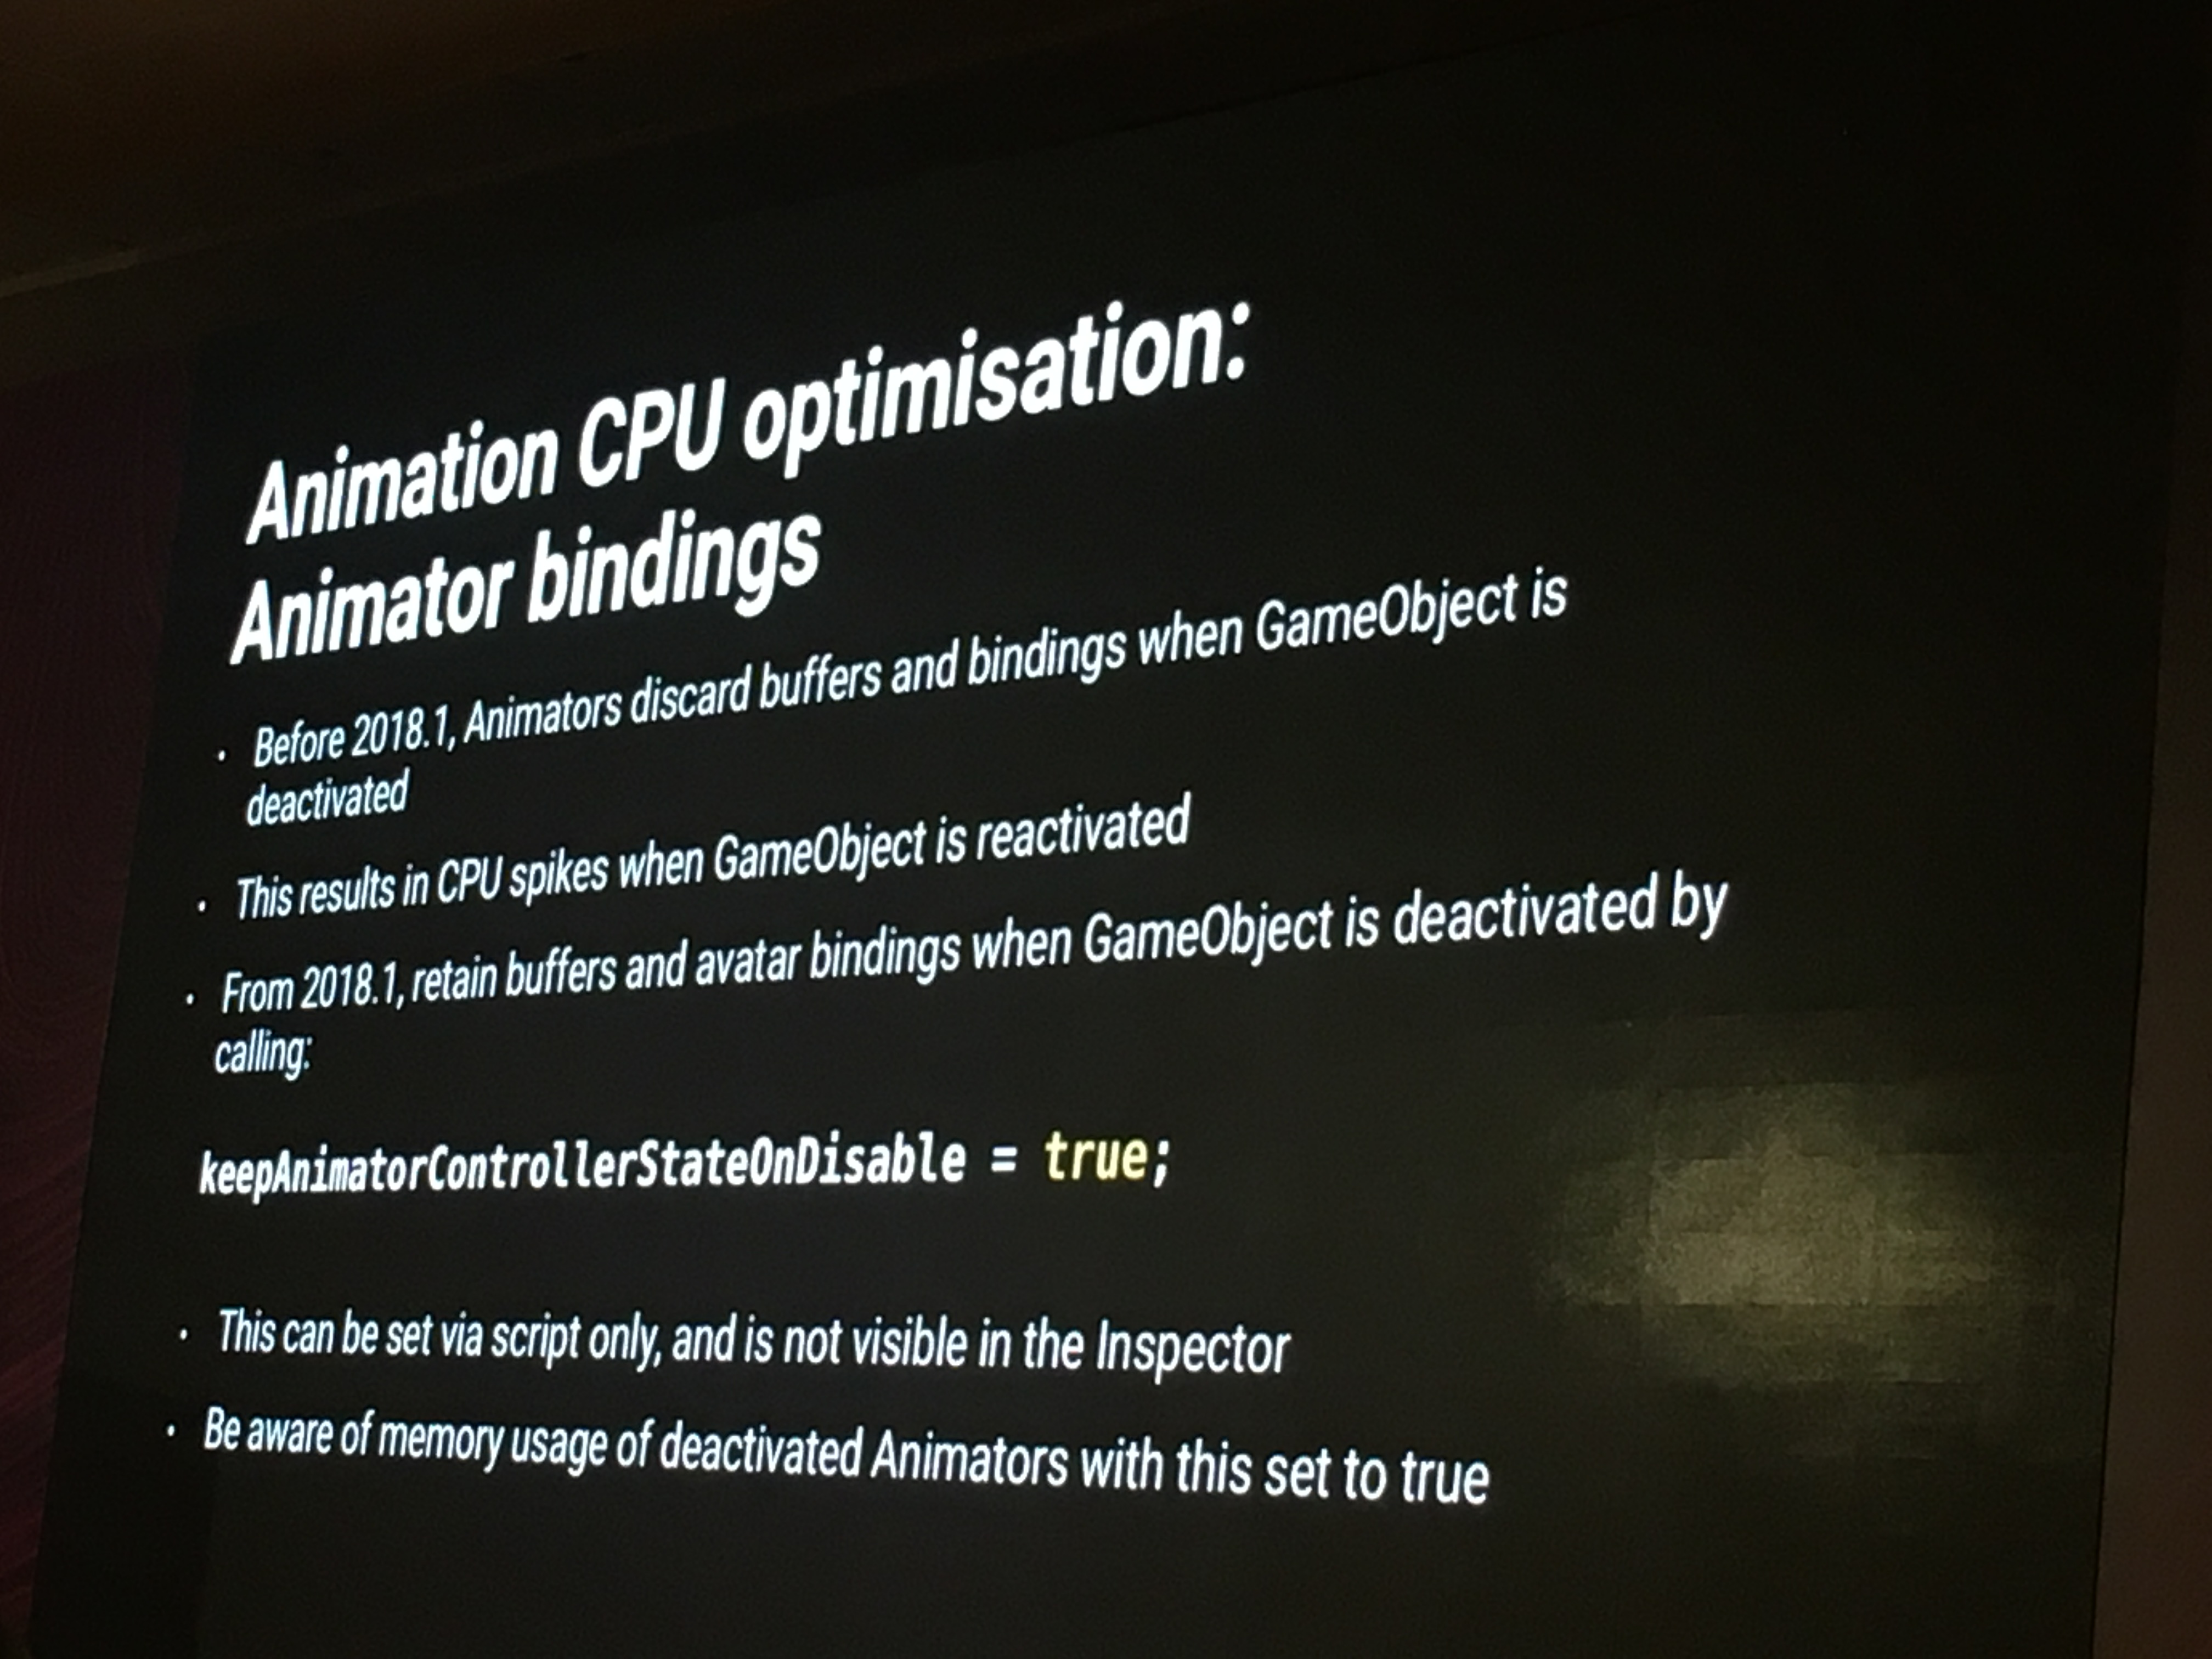 Animation CPU optimisation:
Animator bindings
· Before 2018.1, Animators discard buffers and bindings when GameObject is
deactivated
· This results in CPU spikes when GameObject is reactivated
· From 2018.1, retain buffers and avatar bindings when GameObject is deactivated by
calling:
keepAnimatorControllerStateOnDisable = true;
· This can be set via script only, and is not visible in the Inspector
· Be aware of memory usage of deactivated Animators with this set to true